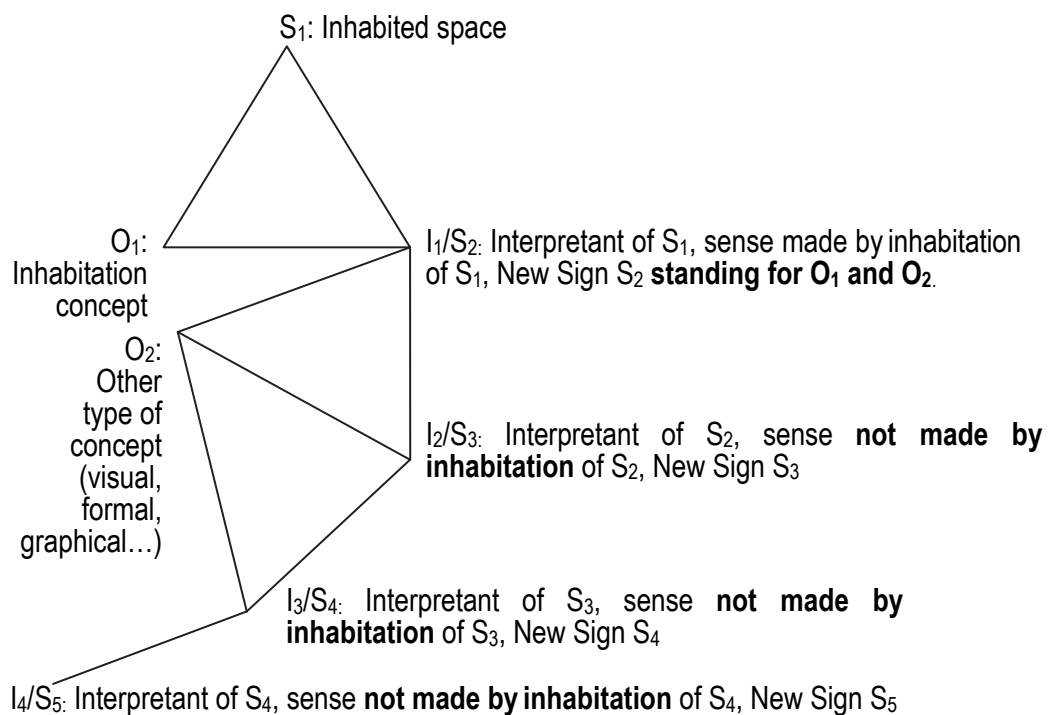 S₁: Inhabited space
O₁:
Inhabitation
concept
I₁/S₂: Interpretant of S₁, sense made by inhabitation
of S₁, New Sign S₂ standing for O₁ and O₂.
O₂:
Other
type of
concept
(visual,
formal,
graphical…)
I₂/S₃: Interpretant of S₂, sense not made by
inhabitation of S₂, New Sign S₃
I₃/S₄: Interpretant of S₃, sense not made by
inhabitation of S₃, New Sign S₄
I₄/S₅: Interpretant of S₄, sense not made by inhabitation of S₄, New Sign S₅